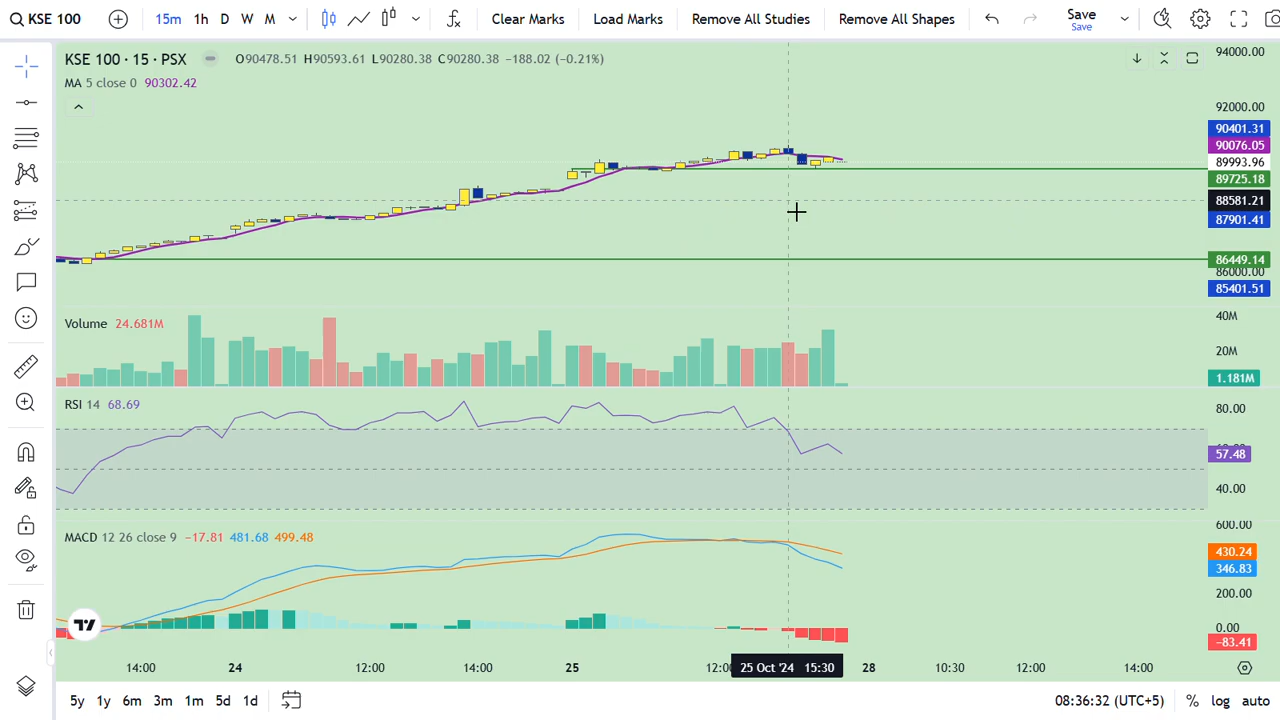 KSE 100 15m 1h D W M Clear Marks Load Marks Remove All Studies Remove All Shapes Save
Save
KSE 100 · 15 · PSX O90478.51 H90593.61 L90280.38 C90280.38 −188.02 (−0.21%)
MA 5 close 0 90302.42
94000.00
92000.00
90401.31
90076.05
89993.96
89725.18
88581.21
87901.41
86449.14
86000.00
85401.51
Volume 24.681M
40M
20M
1.181M
RSI 14 68.69
80.00
57.48
40.00
MACD 12 26 close 9 −17.81 481.68 499.48
600.00
430.24
346.83
200.00
0.00
−83.41
14:00 24 12:00 14:00 25 12:00 25 Oct '24 15:30 28 10:30 12:00 14:00
5y 1y 6m 3m 1m 5d 1d 08:36:32 (UTC+5) % log auto